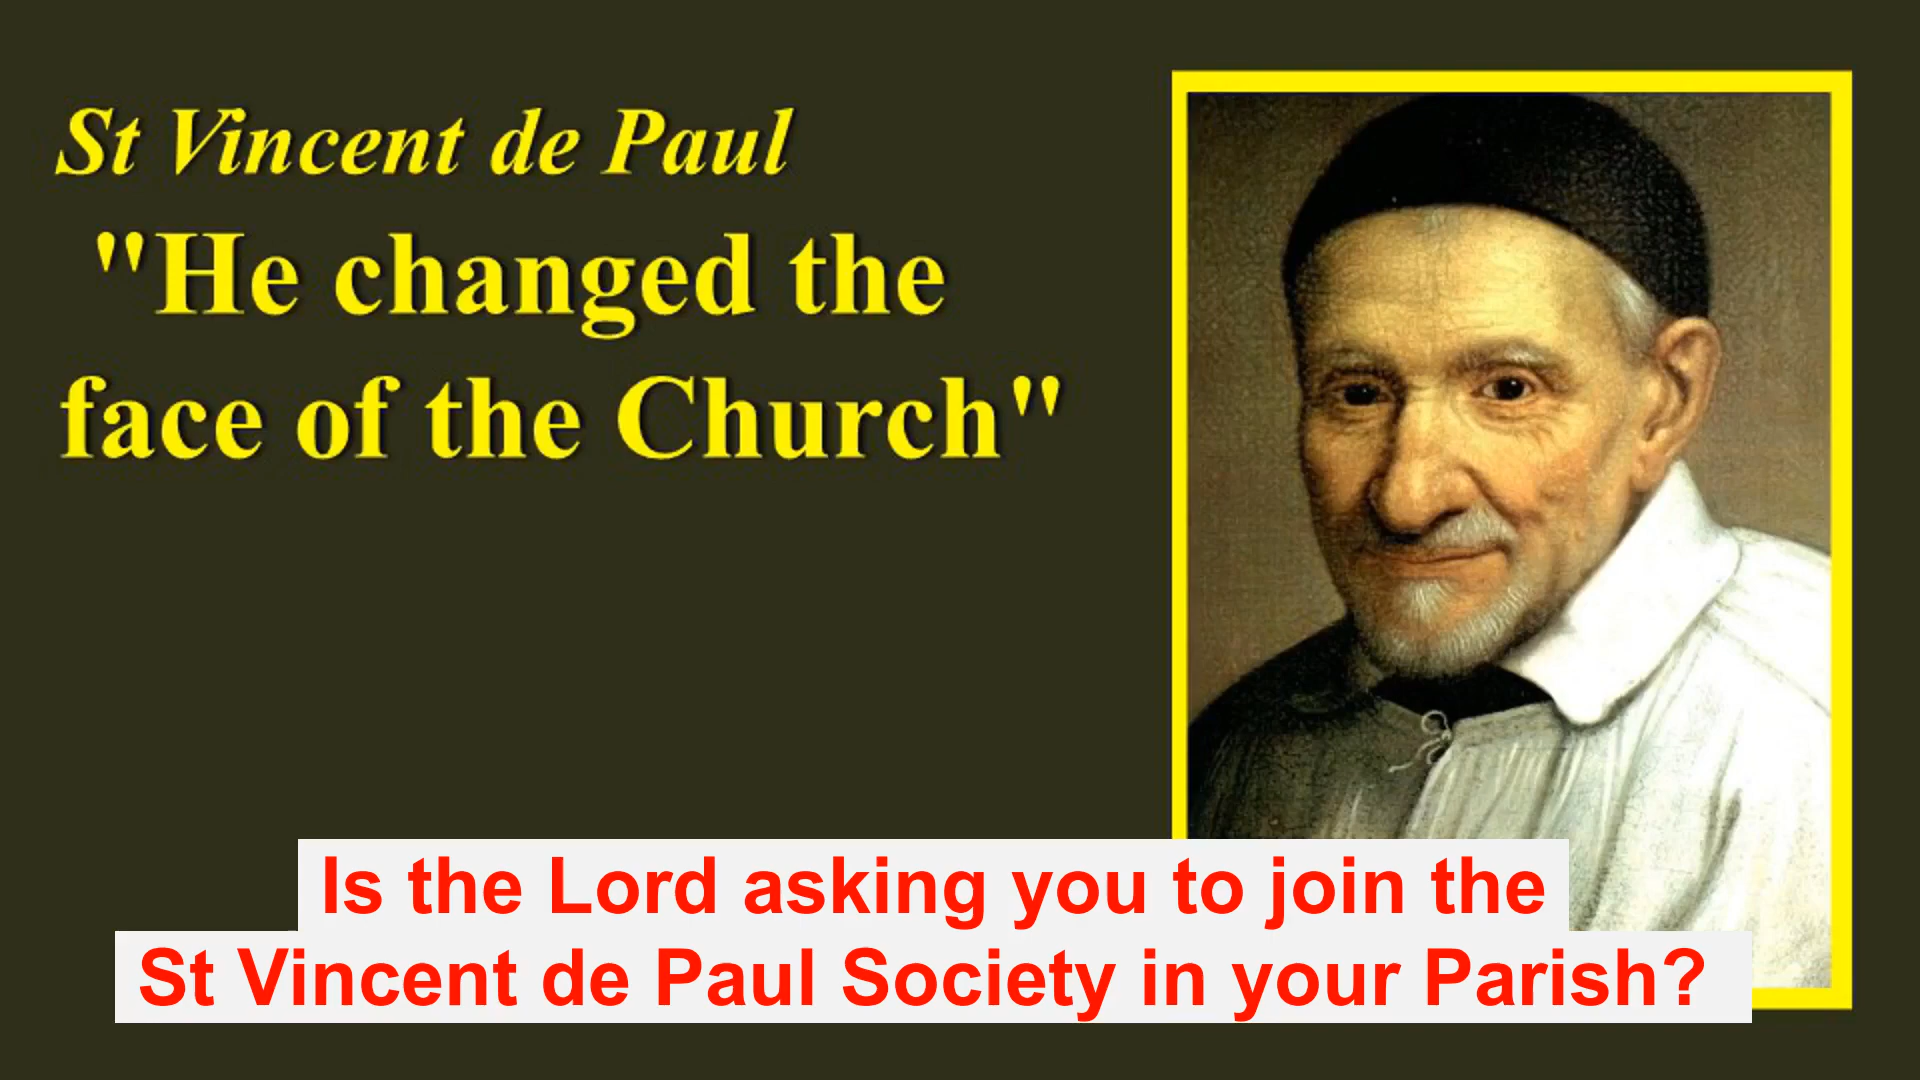 St Vincent de Paul
"He changed the
face of the Church"
Is the Lord asking you to join the
St Vincent de Paul Society in your Parish?